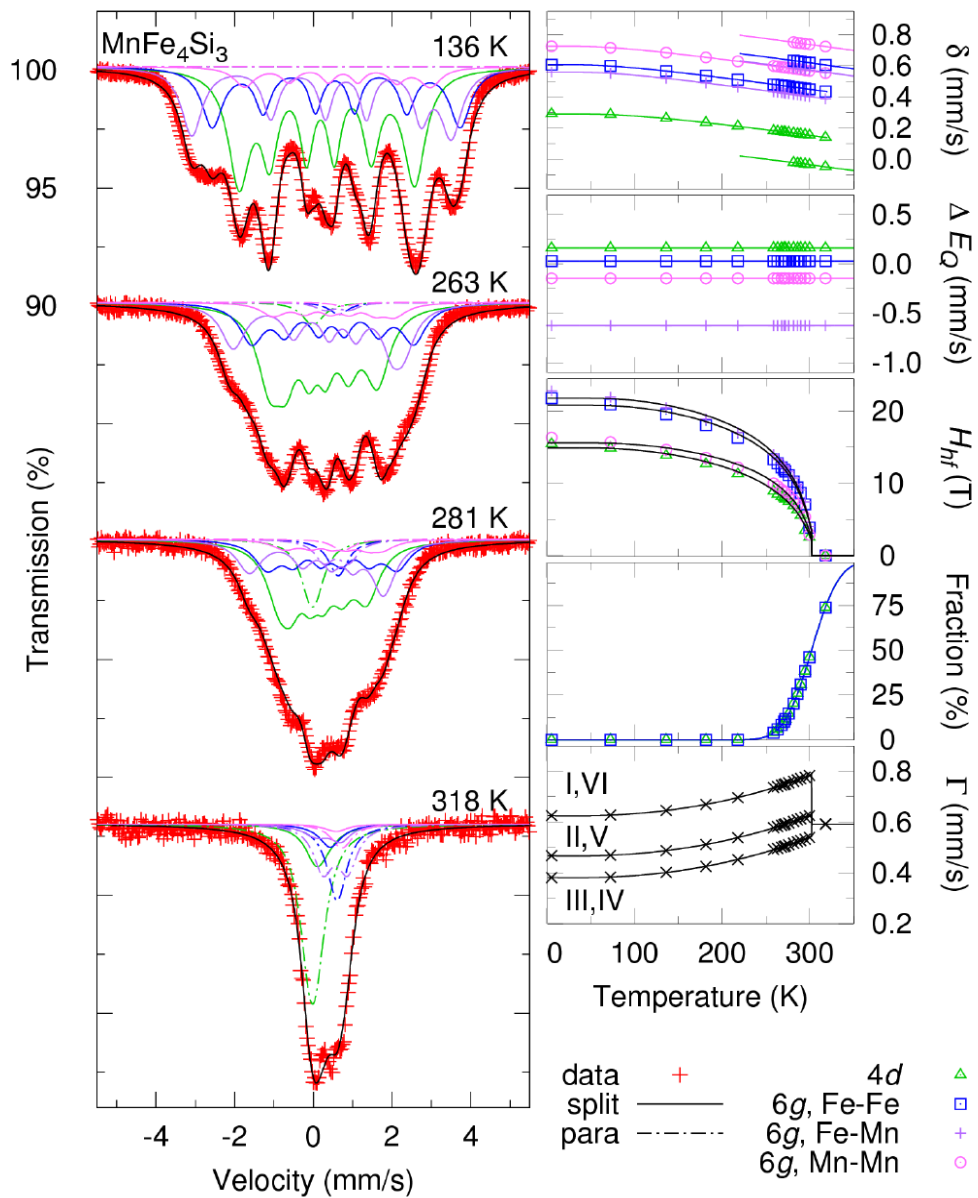 MnFe₄Si₃
136 K
100
95
263 K
90
281 K
318 K
Transmission (%)
-4
-2
0
2
4
Velocity (mm/s)
0.8
0.6
0.4
0.2
0.0
δ (mm/s)
0.5
0.0
-0.5
-1.0
Δ E_Q (mm/s)
20
10
0
H_hf (T)
75
50
25
0
Fraction (%)
I,VI
II,V
III,IV
0.8
0.6
0.4
0.2
Γ (mm/s)
0
100
200
300
Temperature (K)
data
split
para
4d
6g, Fe-Fe
6g, Fe-Mn
6g, Mn-Mn